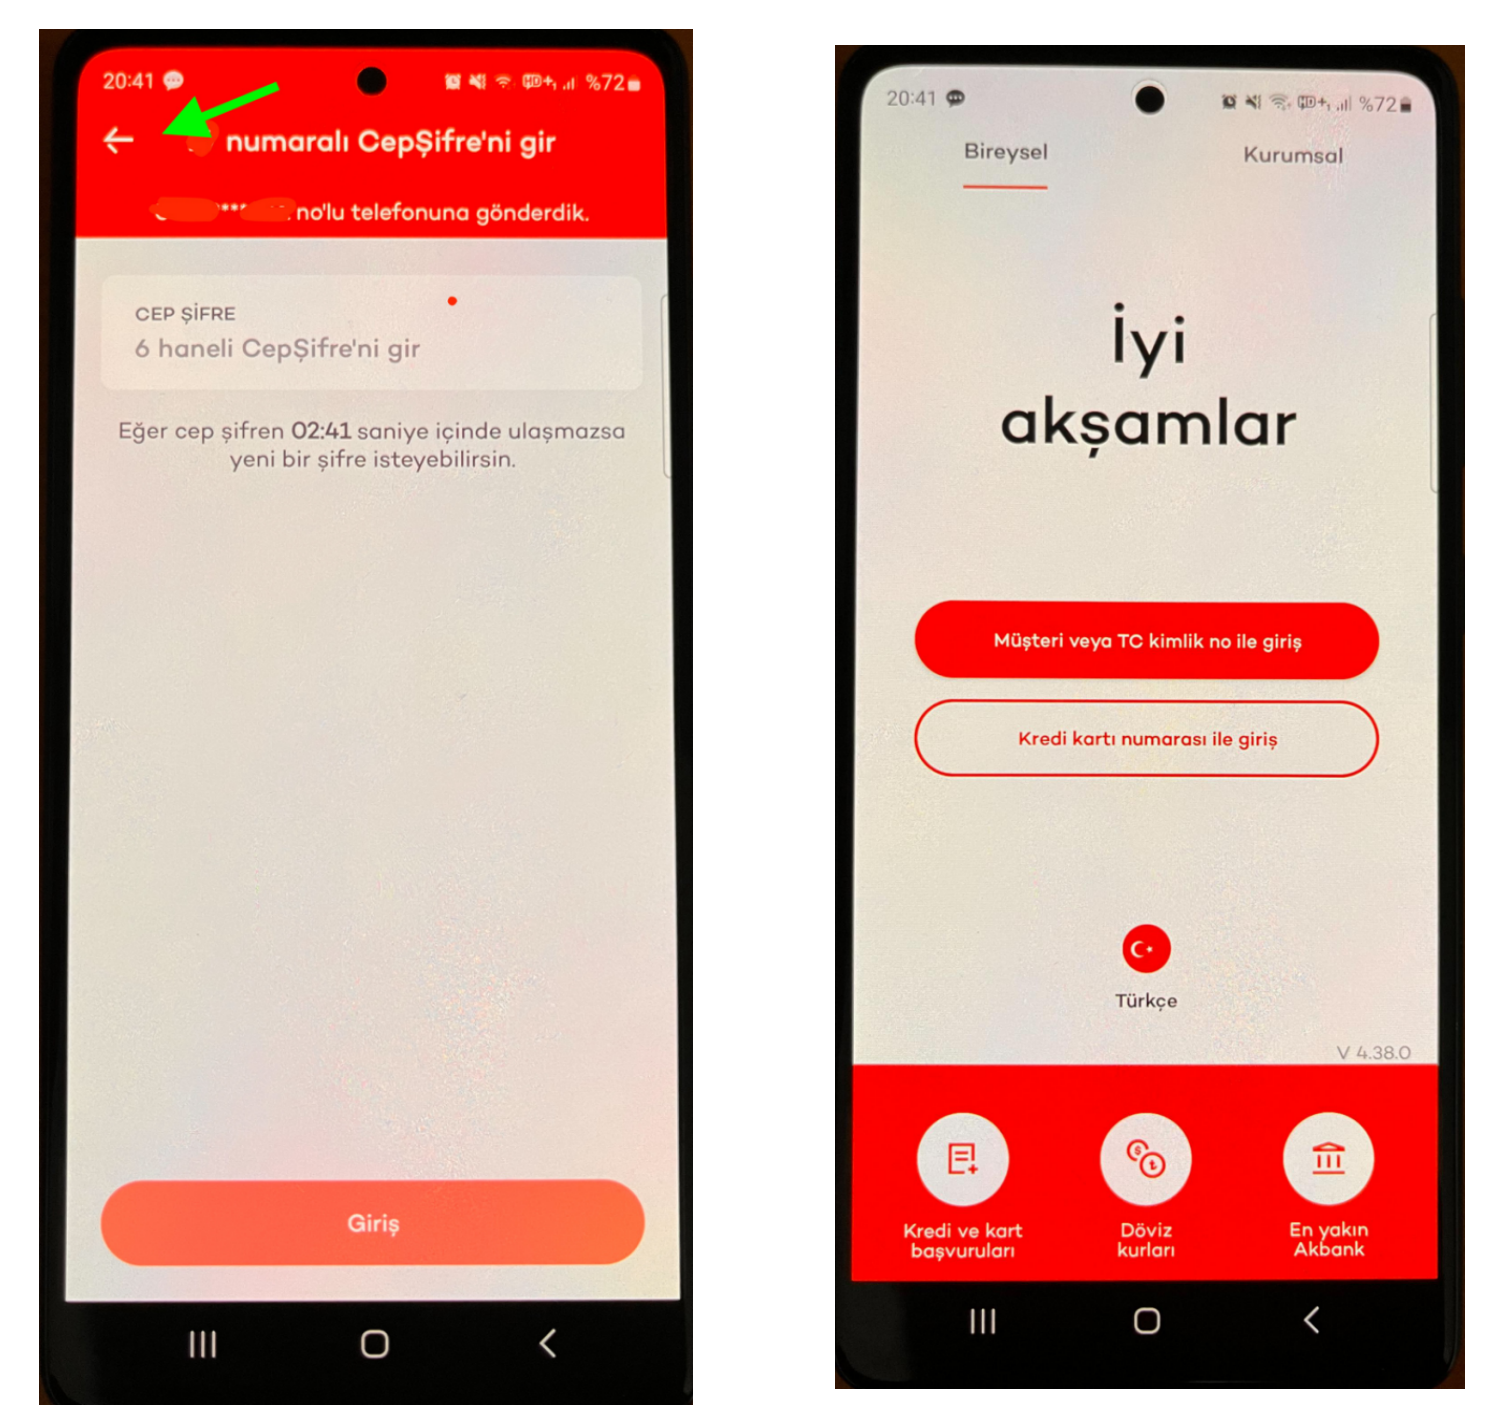 20:41
%72
numaralı CepŞifre'ni gir
*** no'lu telefonuna gönderdik.
CEP ŞİFRE
6 haneli CepŞifre'ni gir
Eğer cep şifren 02:41 saniye içinde ulaşmazsa
yeni bir şifre isteyebilirsin.
Giriş
20:41
%72
Bireysel
Kurumsal
İyi
akşamlar
Müşteri veya TC kimlik no ile giriş
Kredi kartı numarası ile giriş
Türkçe
V 4.38.0
Kredi ve kart
başvuruları
Döviz
kurları
En yakın
Akbank